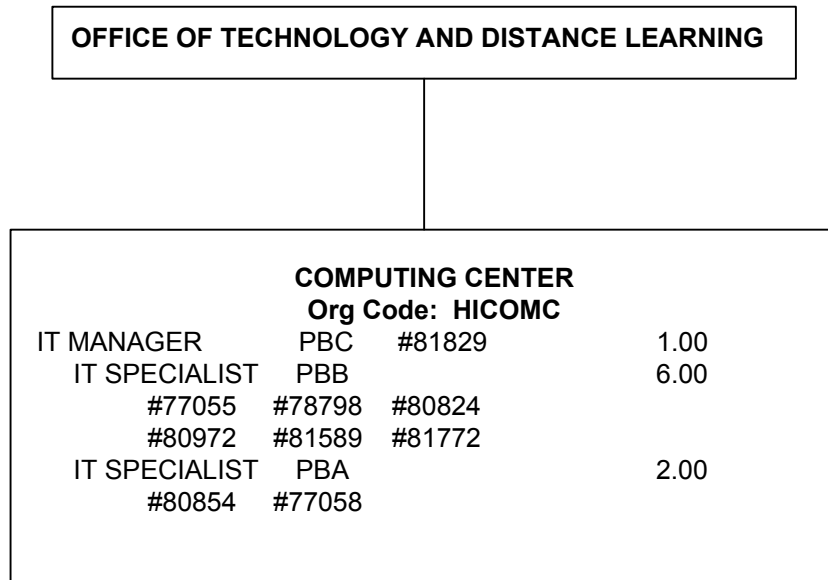 OFFICE OF TECHNOLOGY AND DISTANCE LEARNING
COMPUTING CENTER
Org Code: HICOMC
IT MANAGER PBC #81829 1.00
IT SPECIALIST PBB 6.00
#77055 #78798 #80824
#80972 #81589 #81772
IT SPECIALIST PBA 2.00
#80854 #77058